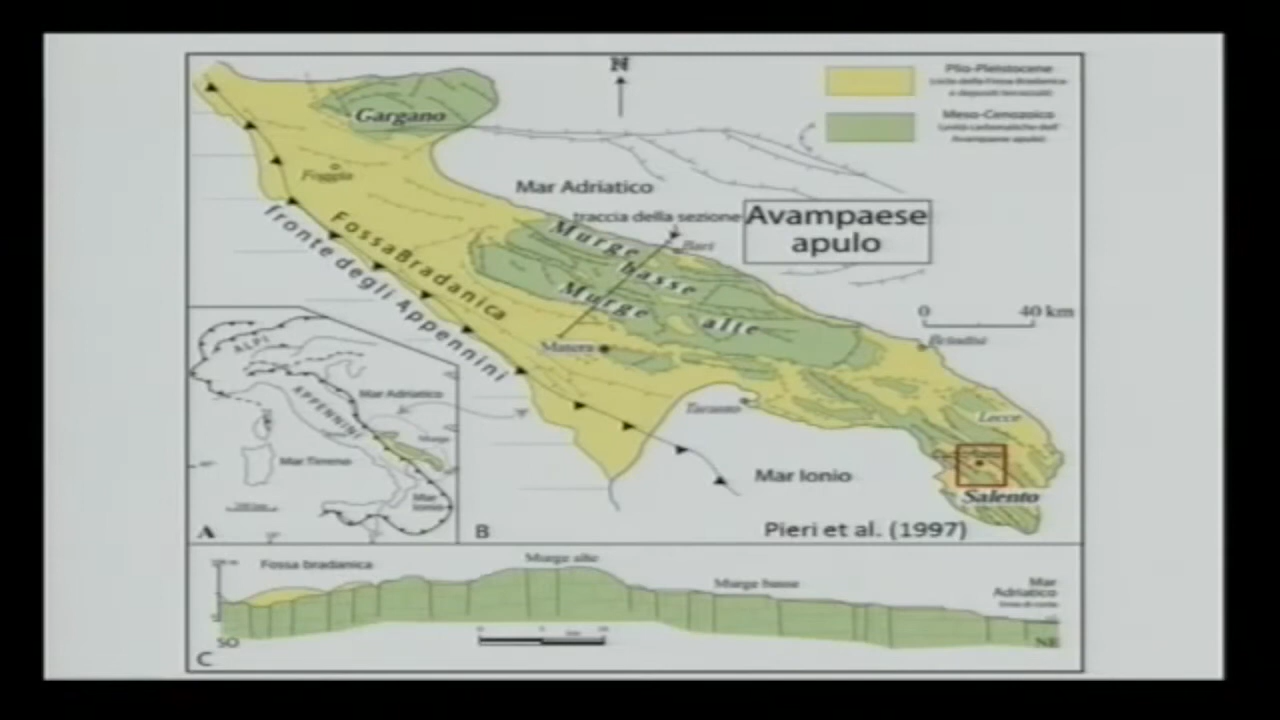 N
Plio-Pleistocene
Meso-Cenozoico
Gargano
Foggia
Mar Adriatico
traccia della sezione
Avampaese
apulo
Bari
Murge
basse
Murge alte
Fossa Bradanica
fronte degli Appennini
0 40 km
Matera
Brindisi
Taranto
Lecce
Salento
Mar Ionio
Pieri et al. (1997)
ALPI
APPENNINI
Mar Adriatico
Murge
Mar Tirreno
Mar
Ionio
A
B
Fossa bradanica
Murge alte
Murge basse
Mar
Adriatico
SO
NE
C